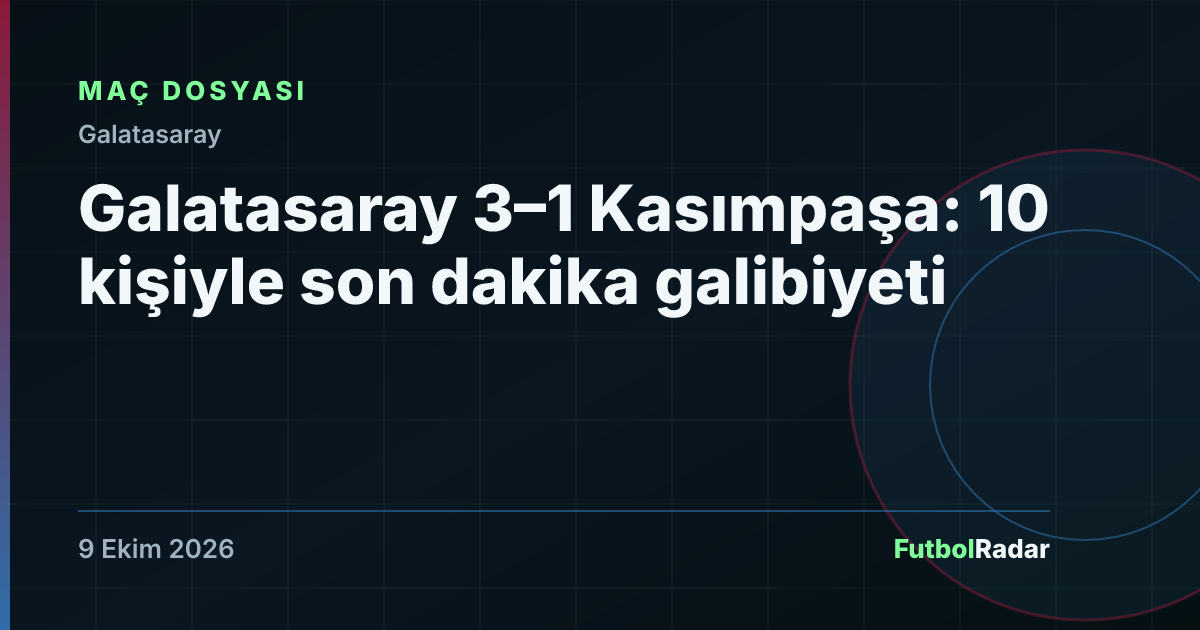 MAÇ DOSYASI
Galatasaray
Galatasaray 3–1 Kasımpaşa: 10
kişiyle son dakika galibiyeti
9 Ekim 2026
FutbolRadar